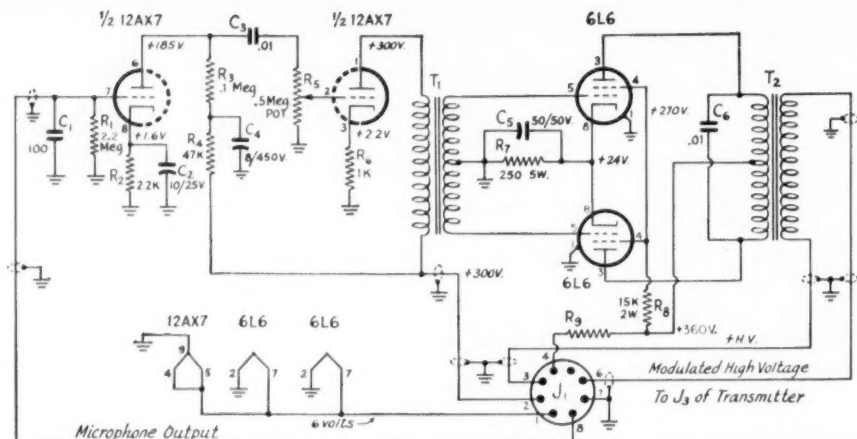 ½ 12AX7
C3
.01
½ 12AX7
6L6
+185V.
+300V.
6
7
8
R3
.1 Meg
R5
.5 Meg
POT
1
2
3
T1
3
5
4
8
1
T2
C1
100
R1
2.2
Meg
+1.6V
R4
47K
C4
8/450V.
+2.2V
R6
1K
C5
50/50V.
R7
250 5W.
+24V
+270V.
C6
.01
R2
2.2K
C2
10/25V
8
5
1
4
3
6L6
+300V.
15K
2W
R8
R9
+360V.
+H.V.
12AX7
6L6
6L6
9
4
5
2
7
2
7
6 volts
J1
4
3
2
1
6
7
8
Modulated High Voltage
To J3 of Transmitter
Microphone Output